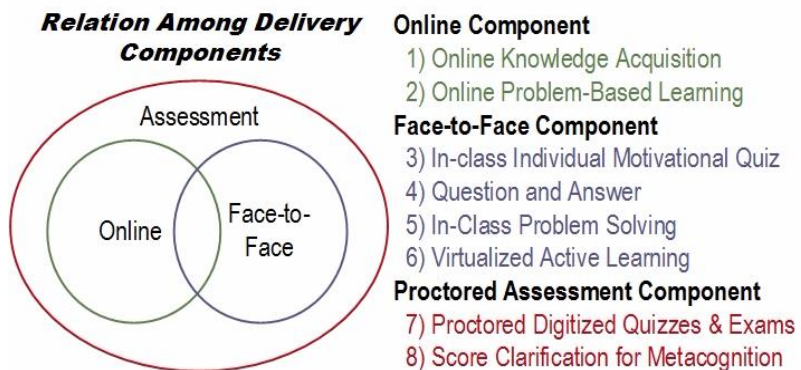 Relation Among Delivery
Components
Assessment
Online
Face-to-
Face
Online Component
1) Online Knowledge Acquisition
2) Online Problem-Based Learning
Face-to-Face Component
3) In-class Individual Motivational Quiz
4) Question and Answer
5) In-Class Problem Solving
6) Virtualized Active Learning
Proctored Assessment Component
7) Proctored Digitized Quizzes & Exams
8) Score Clarification for Metacognition